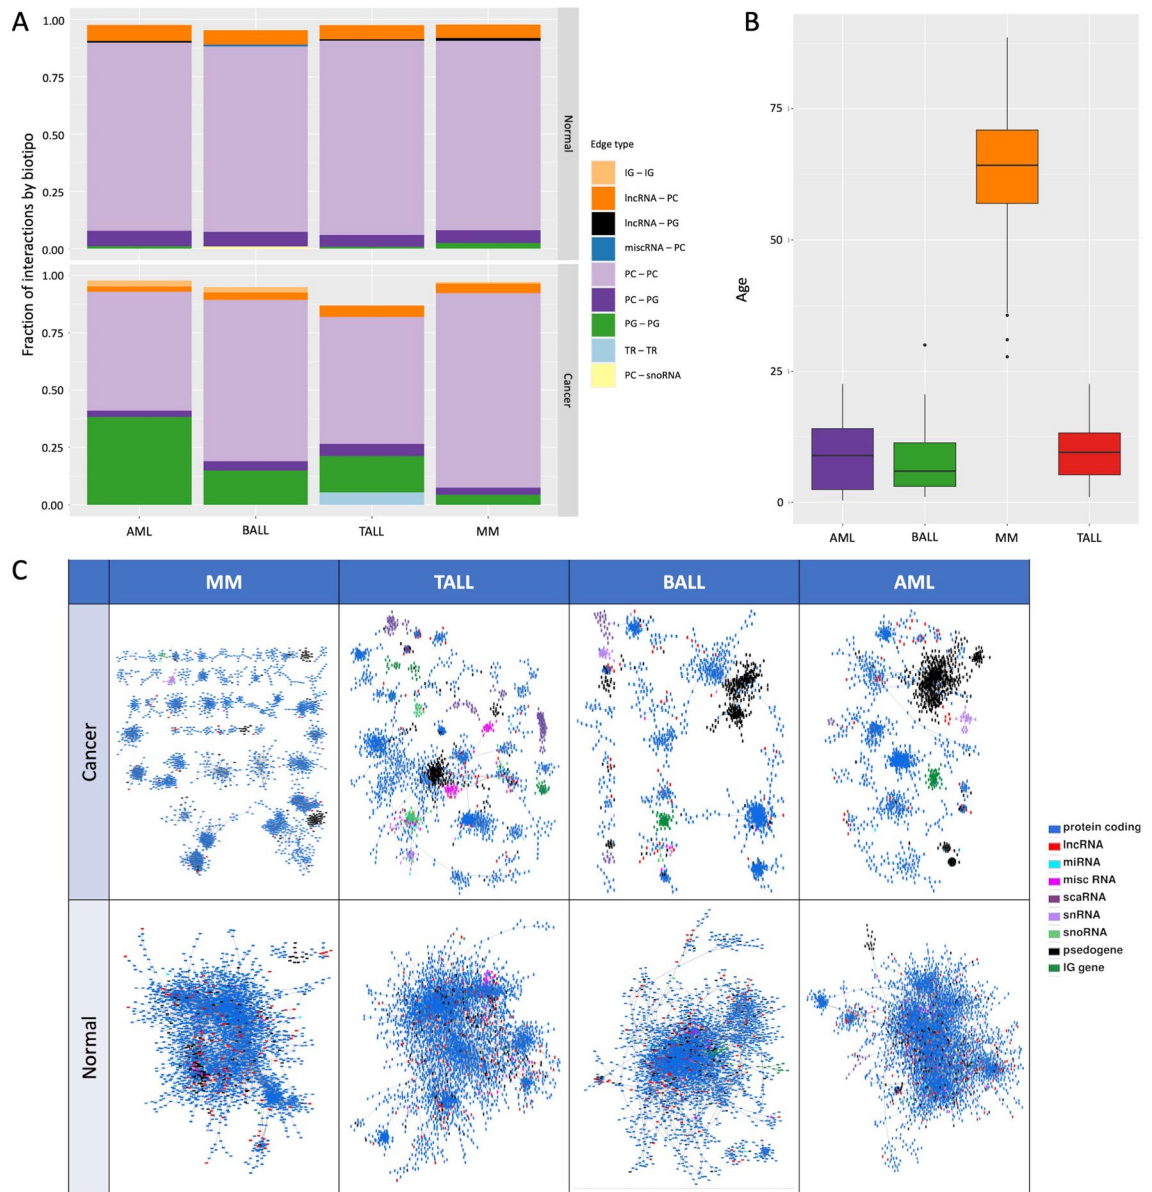 A
Fraction of interactions by biotipo
1.00
0.75
0.50
0.25
0.00
Normal
1.00
0.75
0.50
0.25
0.00
Cancer
AML
BALL
TALL
MM
Edge type
IG – IG
lncRNA – PC
lncRNA – PG
miscRNA – PC
PC – PC
PC – PG
PG – PG
TR – TR
PC – snoRNA
B
Age
75
50
25
0
AML
BALL
MM
TALL
C
MM
TALL
BALL
AML
Cancer
Normal
protein coding
lncRNA
miRNA
misc RNA
scaRNA
snRNA
snoRNA
psedogene
IG gene